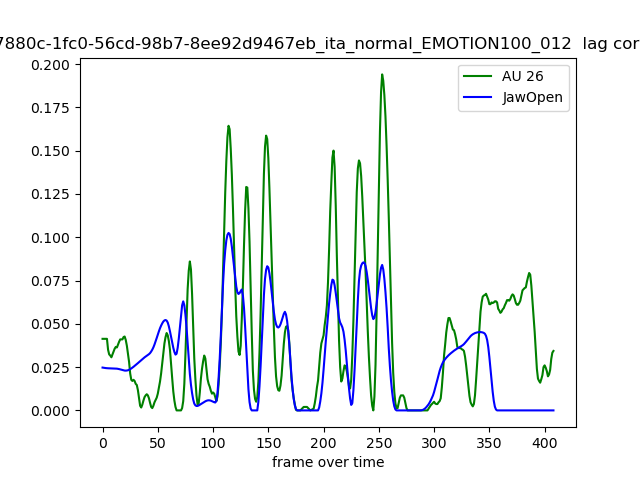 7880c-1fc0-56cd-98b7-8ee92d9467eb_ita_normal_EMOTION100_012 lag cor
AU 26
JawOpen
0.200
0.175
0.150
0.125
0.100
0.075
0.050
0.025
0.000
0 50 100 150 200 250 300 350 400
frame over time